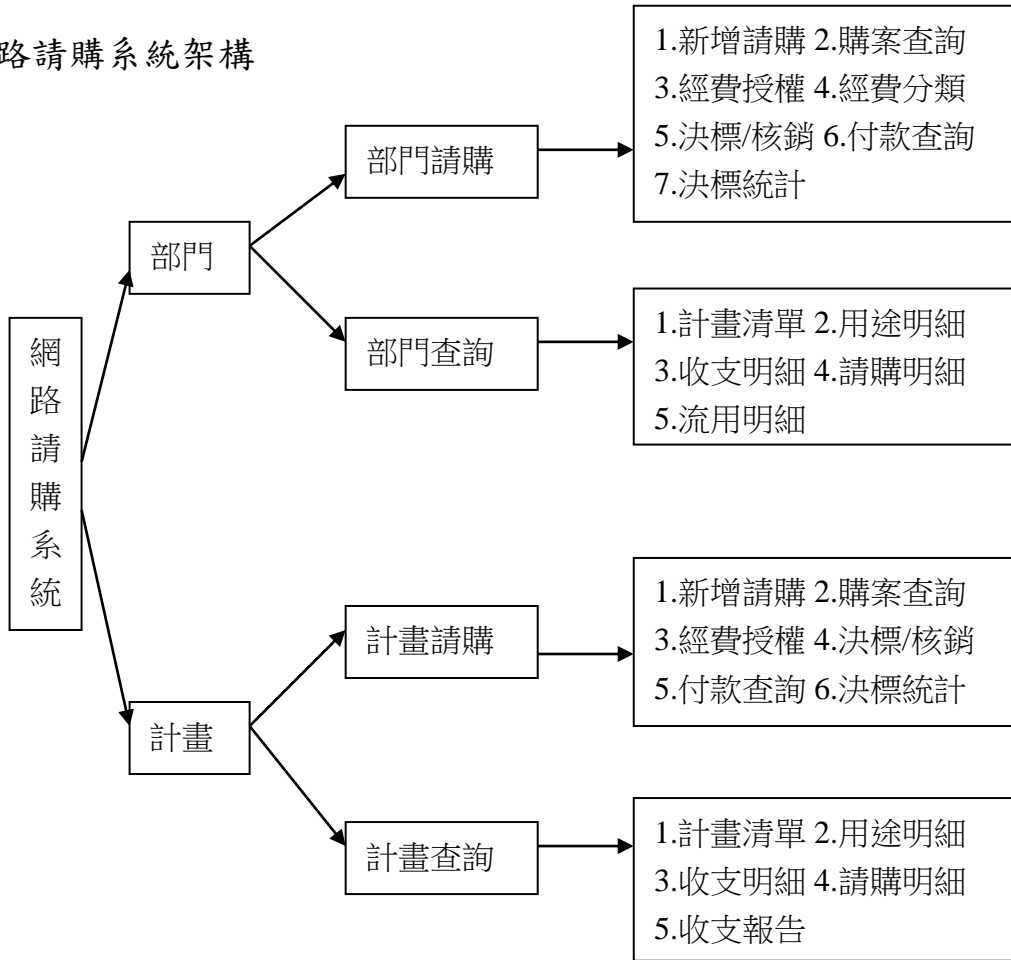 路請購系統架構
網路請購系統
部門
部門請購
1.新增請購 2.購案查詢
3.經費授權 4.經費分類
5.決標/核銷 6.付款查詢
7.決標統計
部門查詢
1.計畫清單 2.用途明細
3.收支明細 4.請購明細
5.流用明細
計畫
計畫請購
1.新增請購 2.購案查詢
3.經費授權 4.決標/核銷
5.付款查詢 6.決標統計
計畫查詢
1.計畫清單 2.用途明細
3.收支明細 4.請購明細
5.收支報告